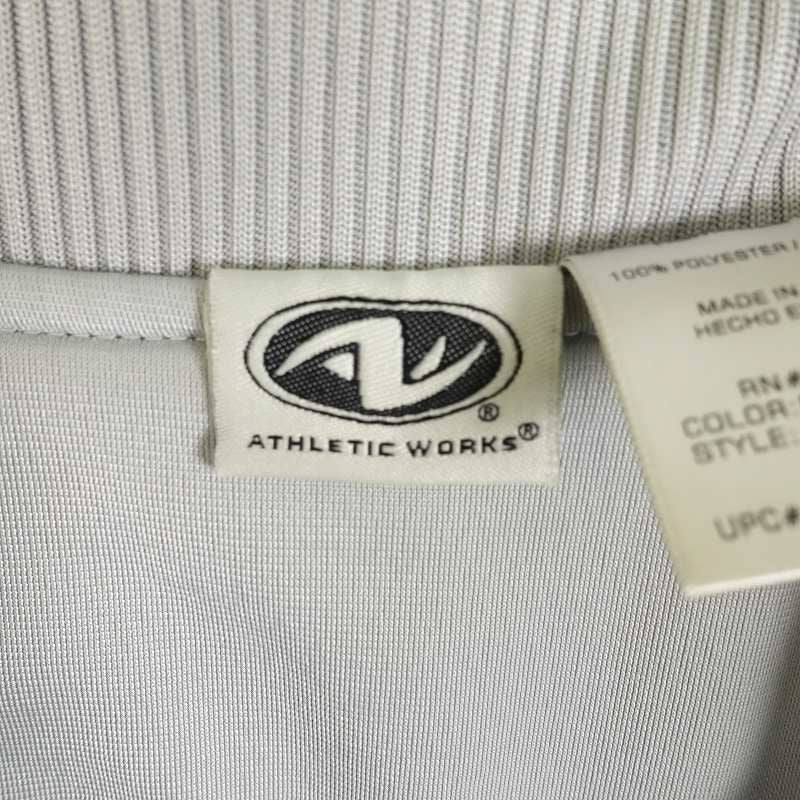 ®
ATHLETIC WORKS®
100% POLYESTER /
MADE IN
HECHO E
RN#
COLOR:
STYLE:
UPC#